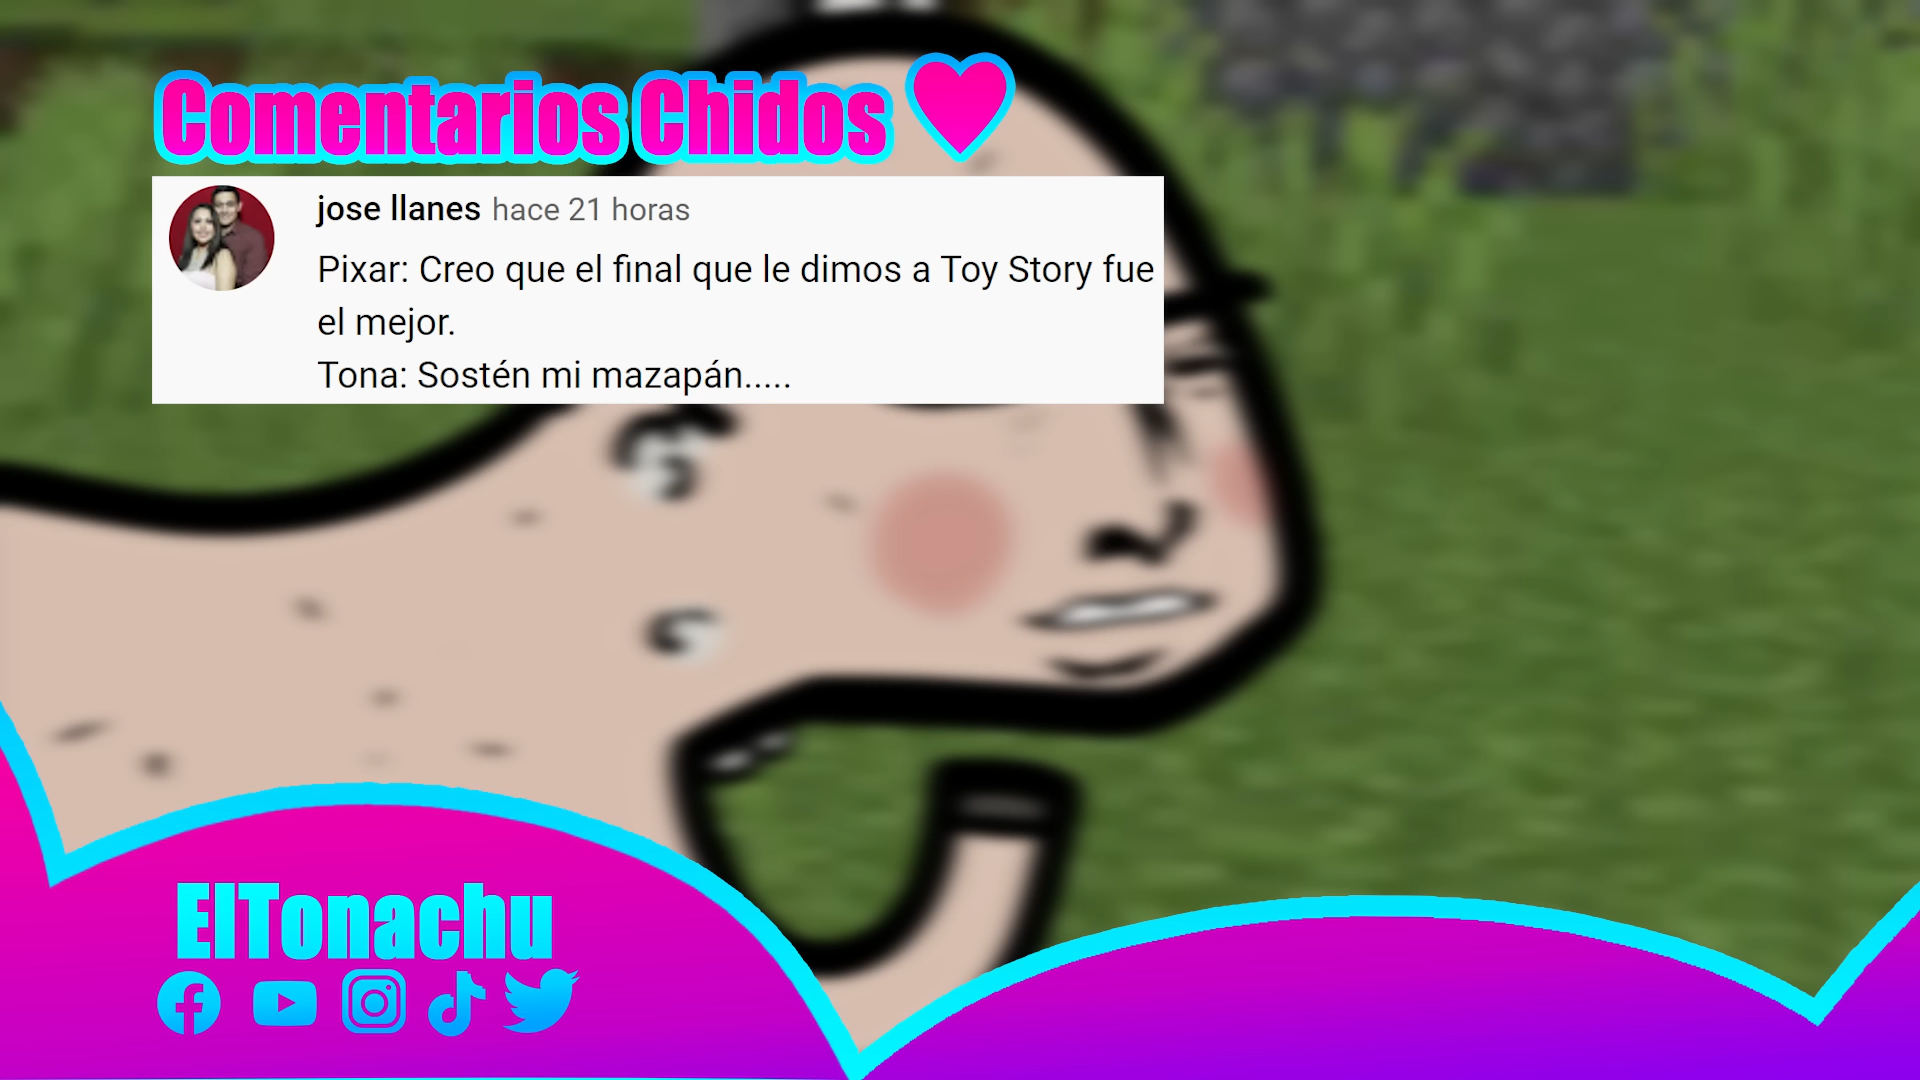 Comentarios Chidos
jose llanes hace 21 horas
Pixar: Creo que el final que le dimos a Toy Story fue
el mejor.
Tona: Sostén mi mazapán.....
ElTonachu